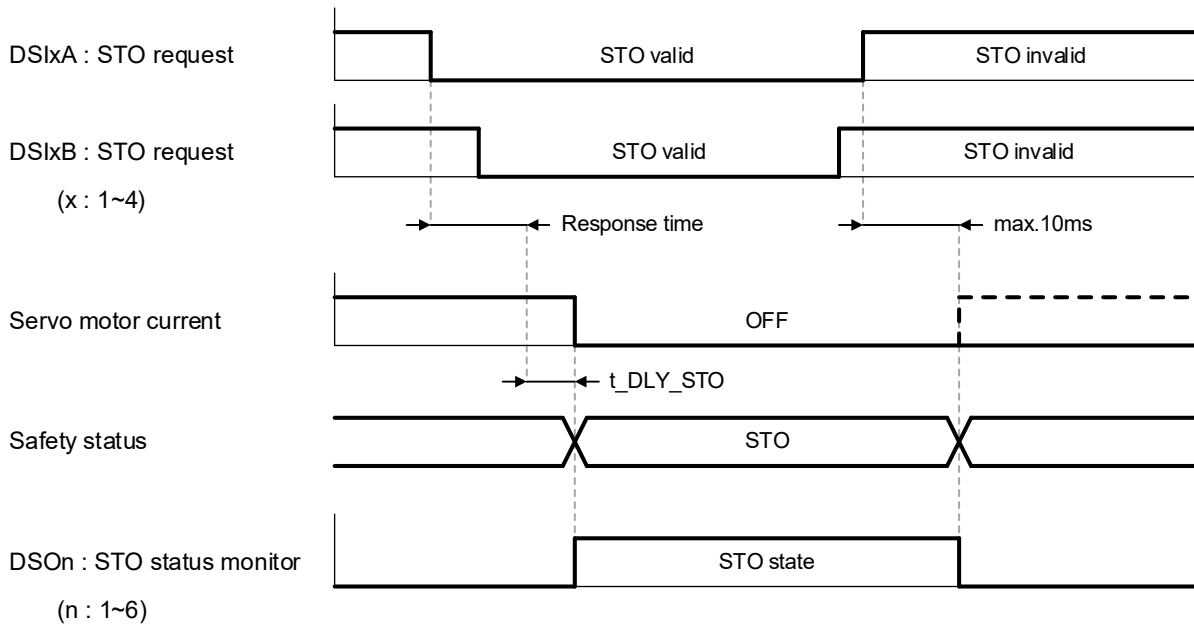 DSIxA : STO request
STO valid
STO invalid
DSIxB : STO request
STO valid
STO invalid
(x : 1~4)
Response time
max.10ms
Servo motor current
OFF
t_DLY_STO
Safety status
STO
DSOn : STO status monitor
STO state
(n : 1~6)